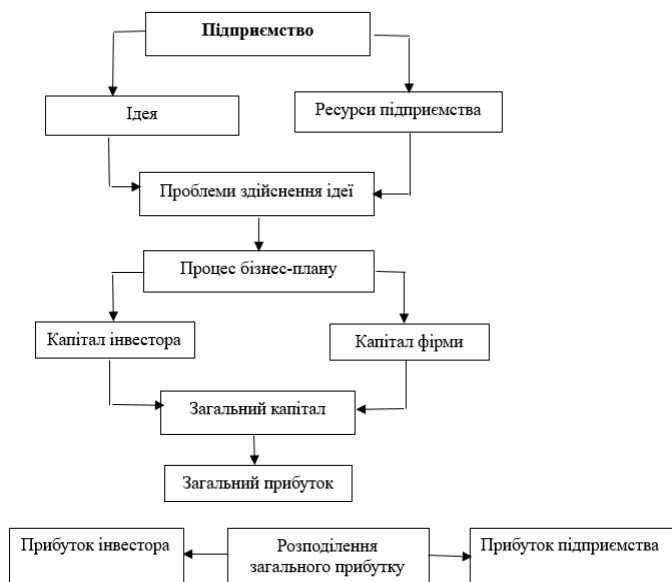 Підприємство
Ідея
Ресурси підприємства
Проблеми здійснення ідеї
Процес бізнес-плану
Капітал інвестора
Капітал фірми
Загальний капітал
Загальний прибуток
Прибуток інвестора
Розподілення
загального прибутку
Прибуток підприємства